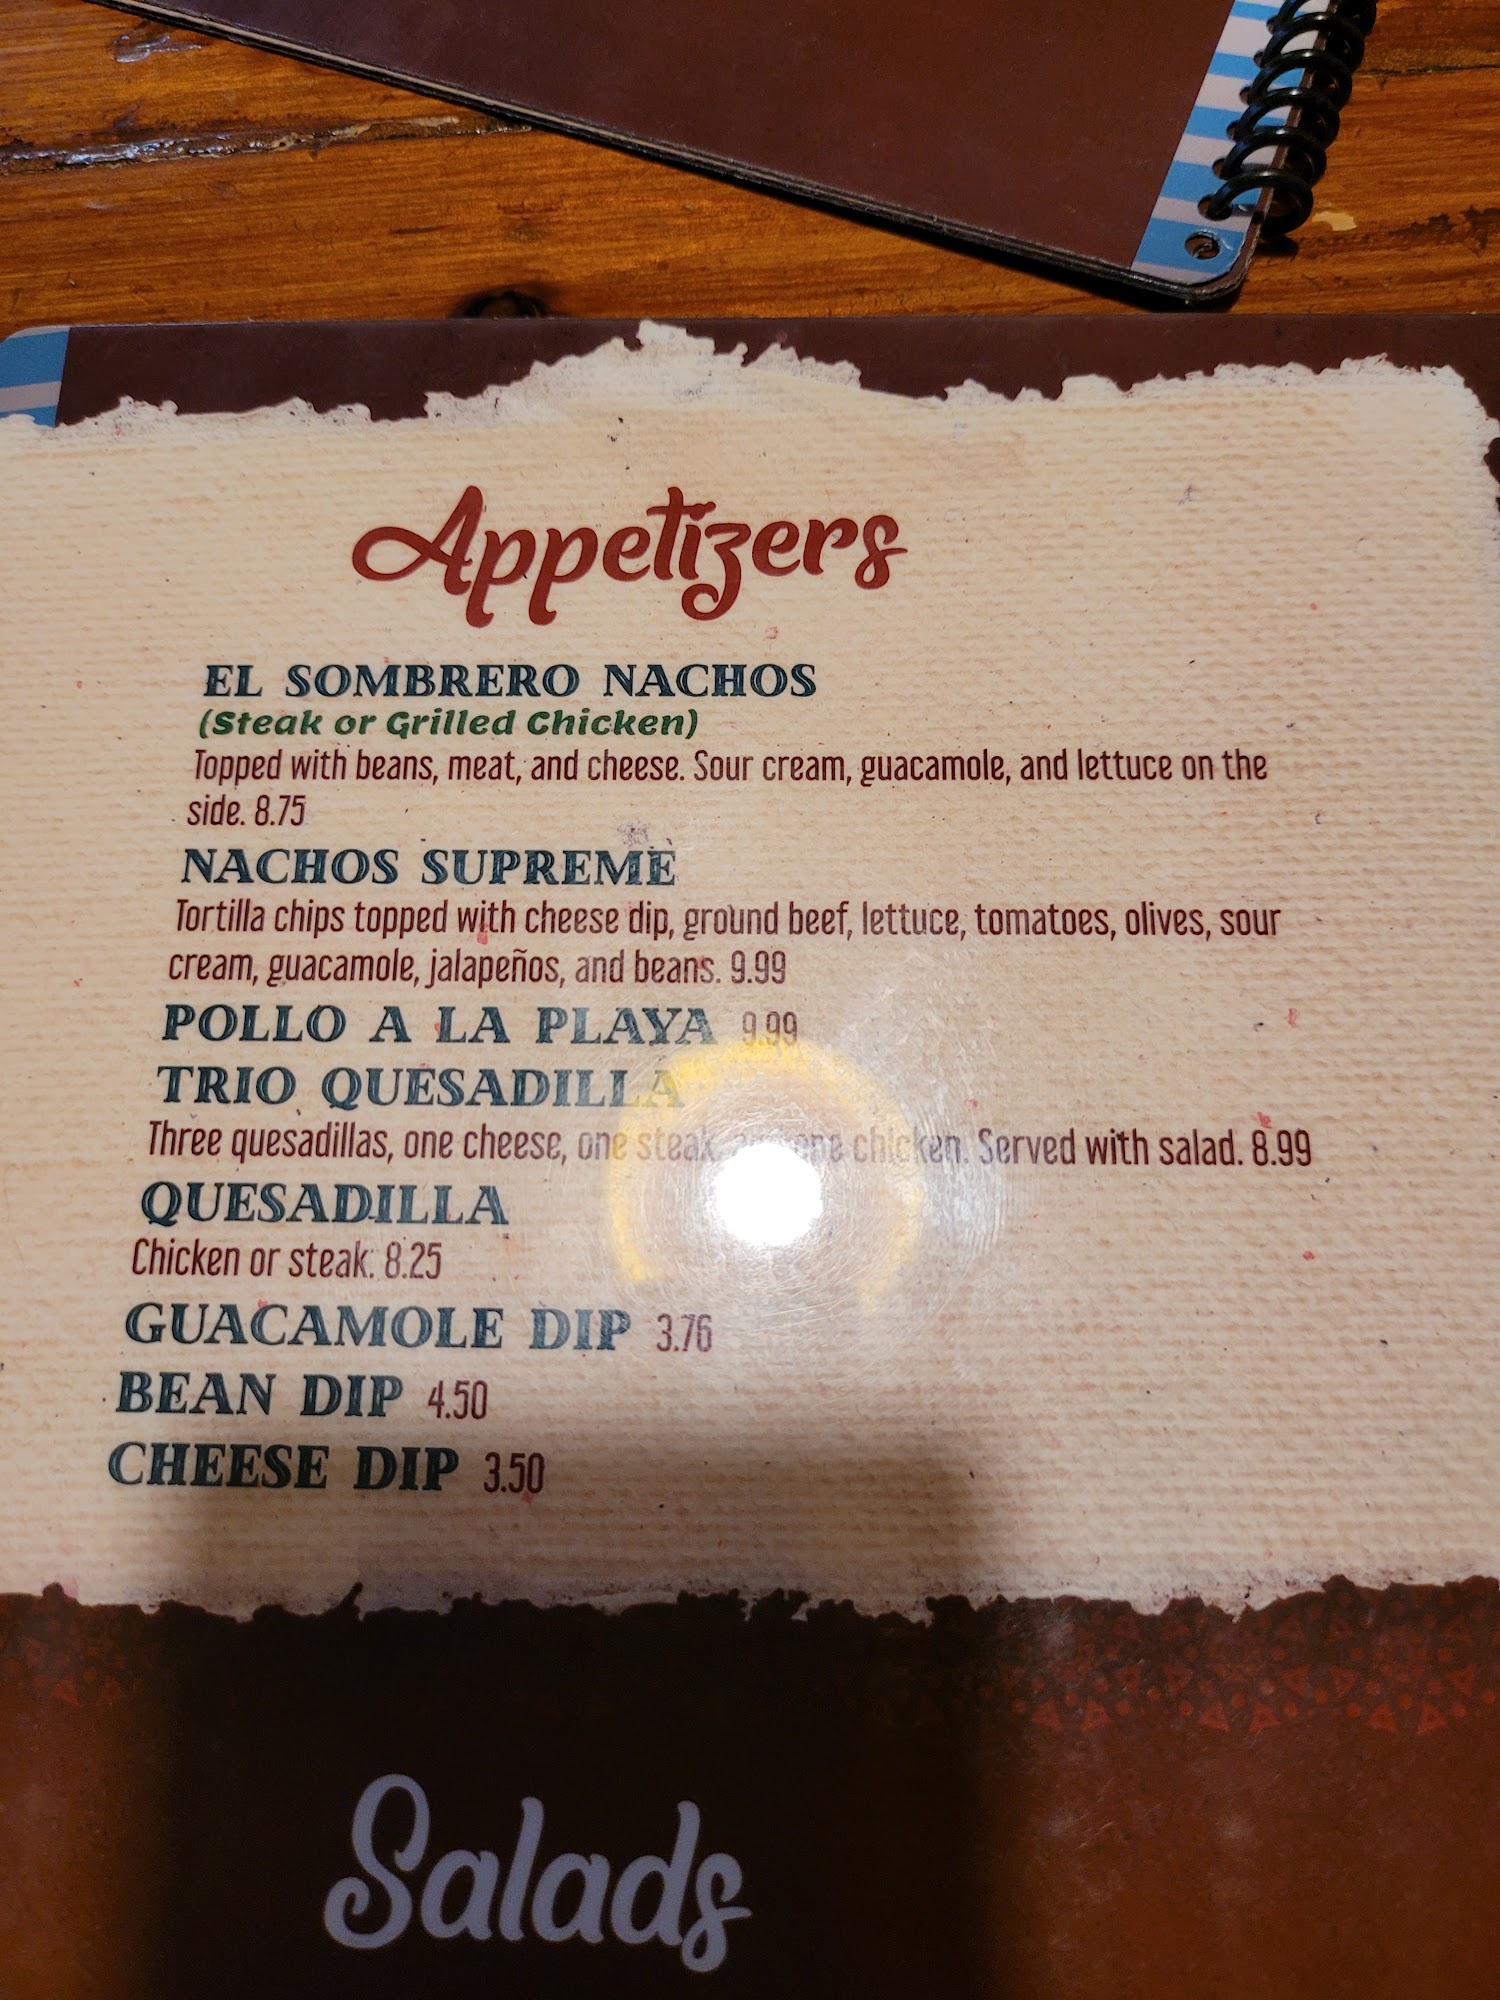 Appetizers
EL SOMBRERO NACHOS
(Steak or Grilled Chicken)
Topped with beans, meat, and cheese. Sour cream, guacamole, and lettuce on the
side. 8.75
NACHOS SUPREME
Tortilla chips topped with cheese dip, ground beef, lettuce, tomatoes, olives, sour
cream, guacamole, jalapeños, and beans. 9.99
POLLO A LA PLAYA 9.99
TRIO QUESADILLA
Three quesadillas, one cheese, one steak, and one chicken. Served with salad. 8.99
QUESADILLA
Chicken or steak. 8.25
GUACAMOLE DIP 3.76
BEAN DIP 4.50
CHEESE DIP 3.50
Salads